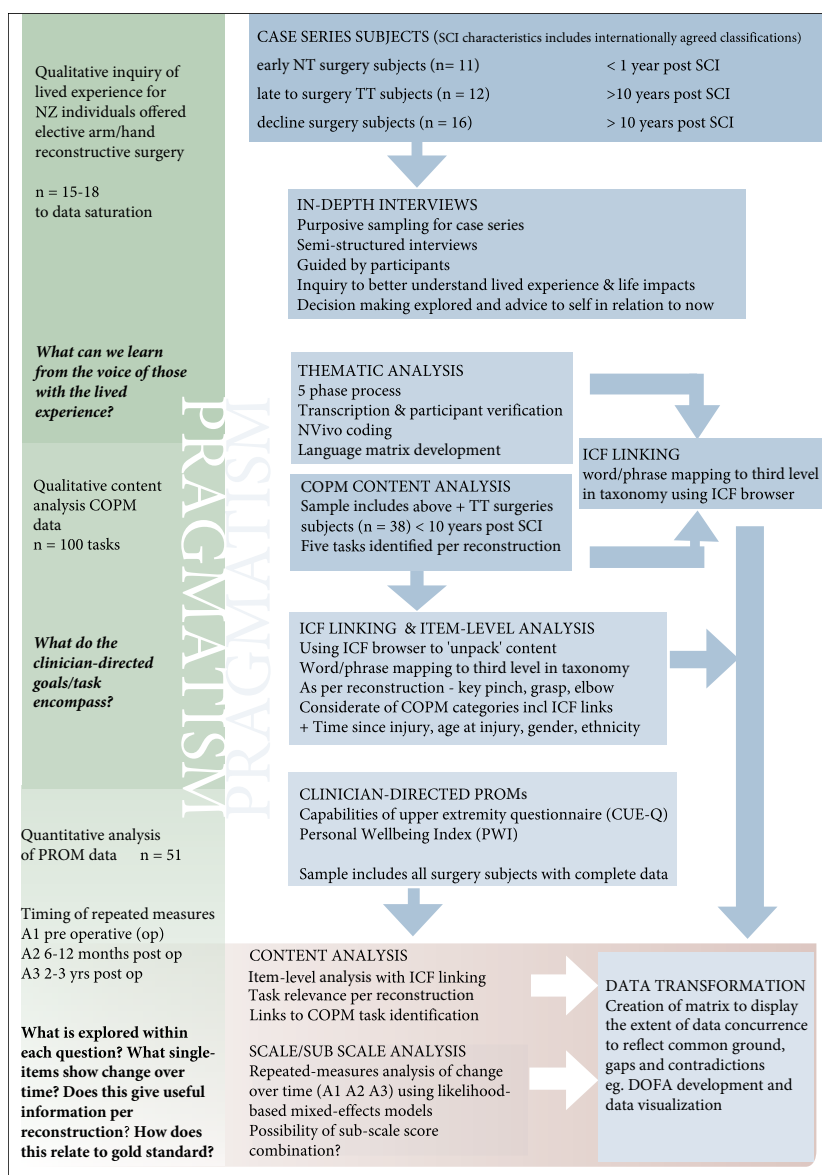 Qualitative inquiry of
lived experience for
NZ individuals offered
elective arm/hand
reconstructive surgery
n = 15-18
to data saturation
What can we learn
from the voice of those
with the lived
experience?
Qualitative content
analysis COPM
data
n = 100 tasks
What do the
clinician-directed
goals/task
encompass?
Quantitative analysis
of PROM data n = 51
Timing of repeated measures
A1 pre operative (op)
A2 6-12 months post op
A3 2-3 yrs post op
What is explored within
each question? What single-
items show change over
time? Does this give useful
information per
reconstruction? How does
this relate to gold standard?
PRAGMATISM
PRAGMATISM
CASE SERIES SUBJECTS (SCI characteristics includes internationally agreed classifications)
early NT surgery subjects (n= 11) < 1 year post SCI
late to surgery TT subjects (n = 12) >10 years post SCI
decline surgery subjects (n = 16) > 10 years post SCI
IN-DEPTH INTERVIEWS
Purposive sampling for case series
Semi-structured interviews
Guided by participants
Inquiry to better understand lived experience & life impacts
Decision making explored and advice to self in relation to now
THEMATIC ANALYSIS
5 phase process
Transcription & participant verification
NVivo coding
Language matrix development
COPM CONTENT ANALYSIS
Sample includes above + TT surgeries
subjects (n = 38) < 10 years post SCI
Five tasks identified per reconstruction
ICF LINKING
word/phrase mapping to third level
in taxonomy using ICF browser
ICF LINKING & ITEM-LEVEL ANALYSIS
Using ICF browser to 'unpack' content
Word/phrase mapping to third level in taxonomy
As per reconstruction - key pinch, grasp, elbow
Considerate of COPM categories incl ICF links
+ Time since injury, age at injury, gender, ethnicity
CLINICIAN-DIRECTED PROMs
Capabilities of upper extremity questionnaire (CUE-Q)
Personal Wellbeing Index (PWI)
Sample includes all surgery subjects with complete data
CONTENT ANALYSIS
Item-level analysis with ICF linking
Task relevance per reconstruction
Links to COPM task identification
SCALE/SUB SCALE ANALYSIS
Repeated-measures analysis of change
over time (A1 A2 A3) using likelihood-
based mixed-effects models
Possibility of sub-scale score
combination?
DATA TRANSFORMATION
Creation of matrix to display
the extent of data concurrence
to reflect common ground,
gaps and contradictions
eg. DOFA development and
data visualization